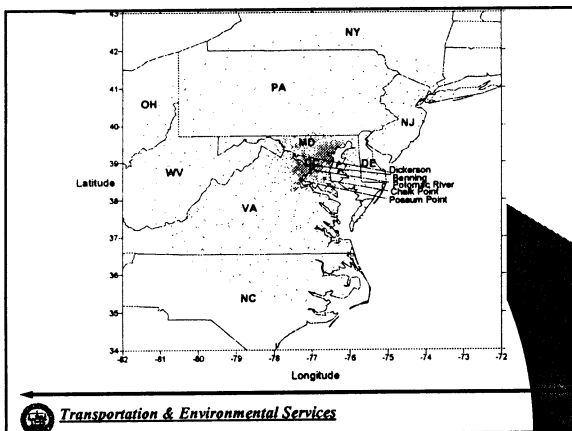 43
NY
42
41
PA
OH
NJ
40
MD
39
DE
WV
Dickerson
Benning
Potomac River
Chalk Point
Possum Point
Latitude
38
VA
37
36
NC
35
34
-82 -81 -80 -79 -78 -77 -76 -75 -74 -73 -72
Longitude
Transportation & Environmental Services